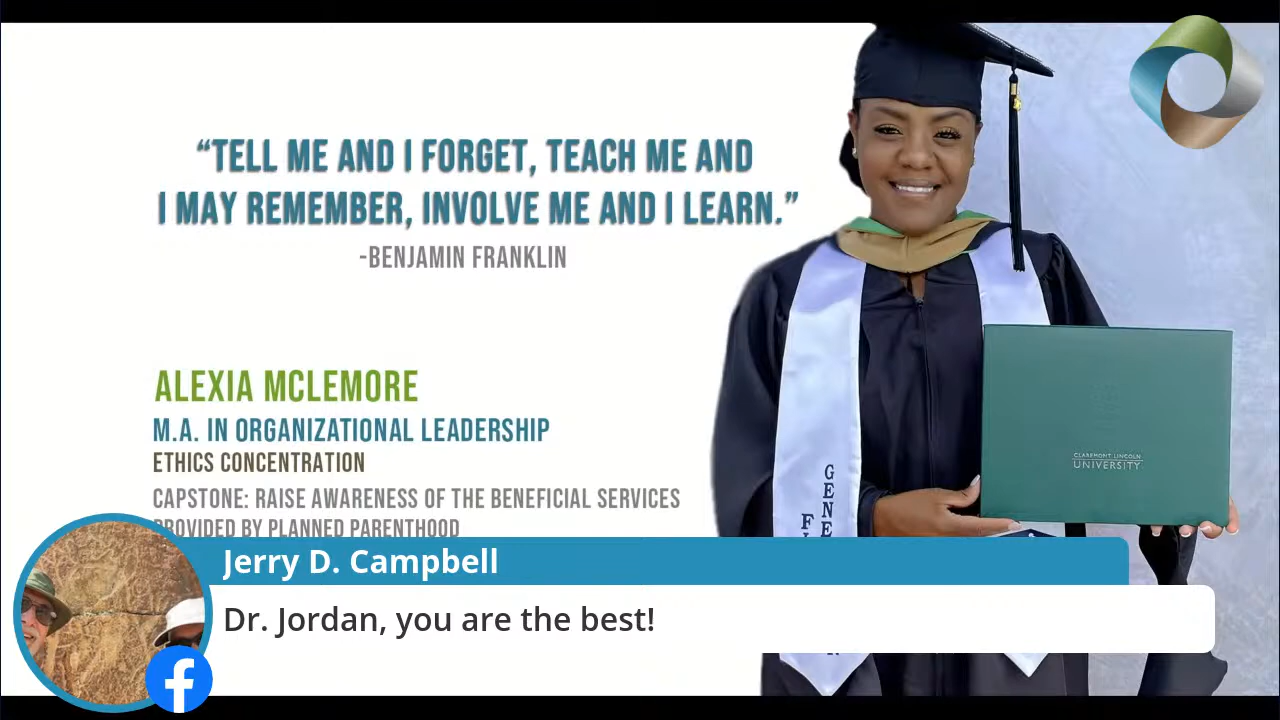 “TELL ME AND I FORGET, TEACH ME AND
I MAY REMEMBER, INVOLVE ME AND I LEARN.”
-BENJAMIN FRANKLIN
ALEXIA MCLEMORE
M.A. IN ORGANIZATIONAL LEADERSHIP
ETHICS CONCENTRATION
CAPSTONE: RAISE AWARENESS OF THE BENEFICIAL SERVICES
PROVIDED BY PLANNED PARENTHOOD
CLAREMONT LINCOLN
UNIVERSITY
Jerry D. Campbell
Dr. Jordan, you are the best!